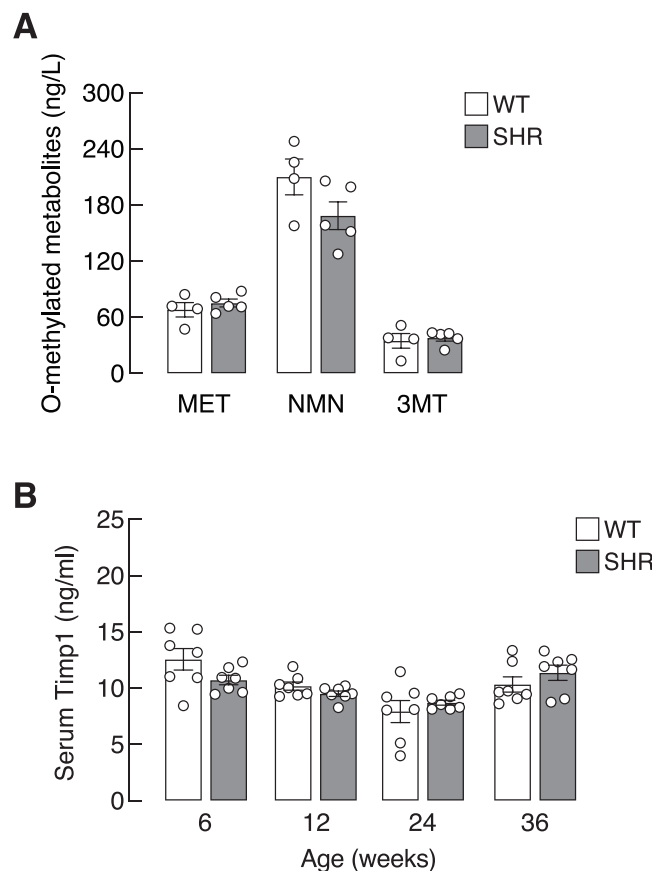 A
O-methylated metabolites (ng/L)
300
240
180
120
60
0
MET NMN 3MT
WT
SHR
B
Serum Timp1 (ng/ml)
25
20
15
10
5
0
6 12 24 36
Age (weeks)
WT
SHR